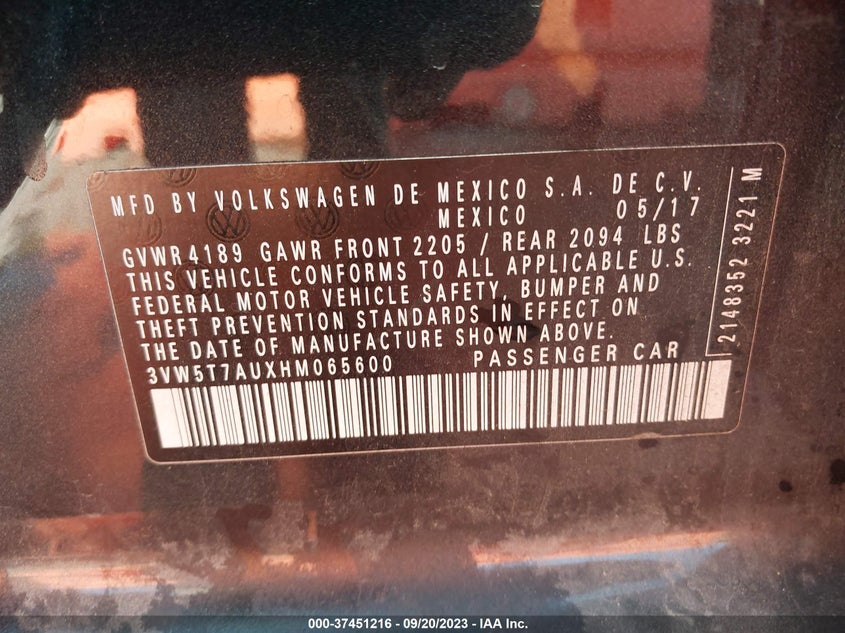 MFD BY VOLKSWAGEN DE MEXICO S.A. DE C.V.
MEXICO 05/17
GVWR4189 GAWR FRONT 2205 / REAR 2094 LBS
THIS VEHICLE CONFORMS TO ALL APPLICABLE U.S.
FEDERAL MOTOR VEHICLE SAFETY, BUMPER AND
THEFT PREVENTION STANDARDS IN EFFECT ON
THE DATE OF MANUFACTURE SHOWN ABOVE.
3VW5T7AUXHM065600 PASSENGER CAR
2148352 3221 M
000-37451216 - 09/20/2023 - IAA Inc.